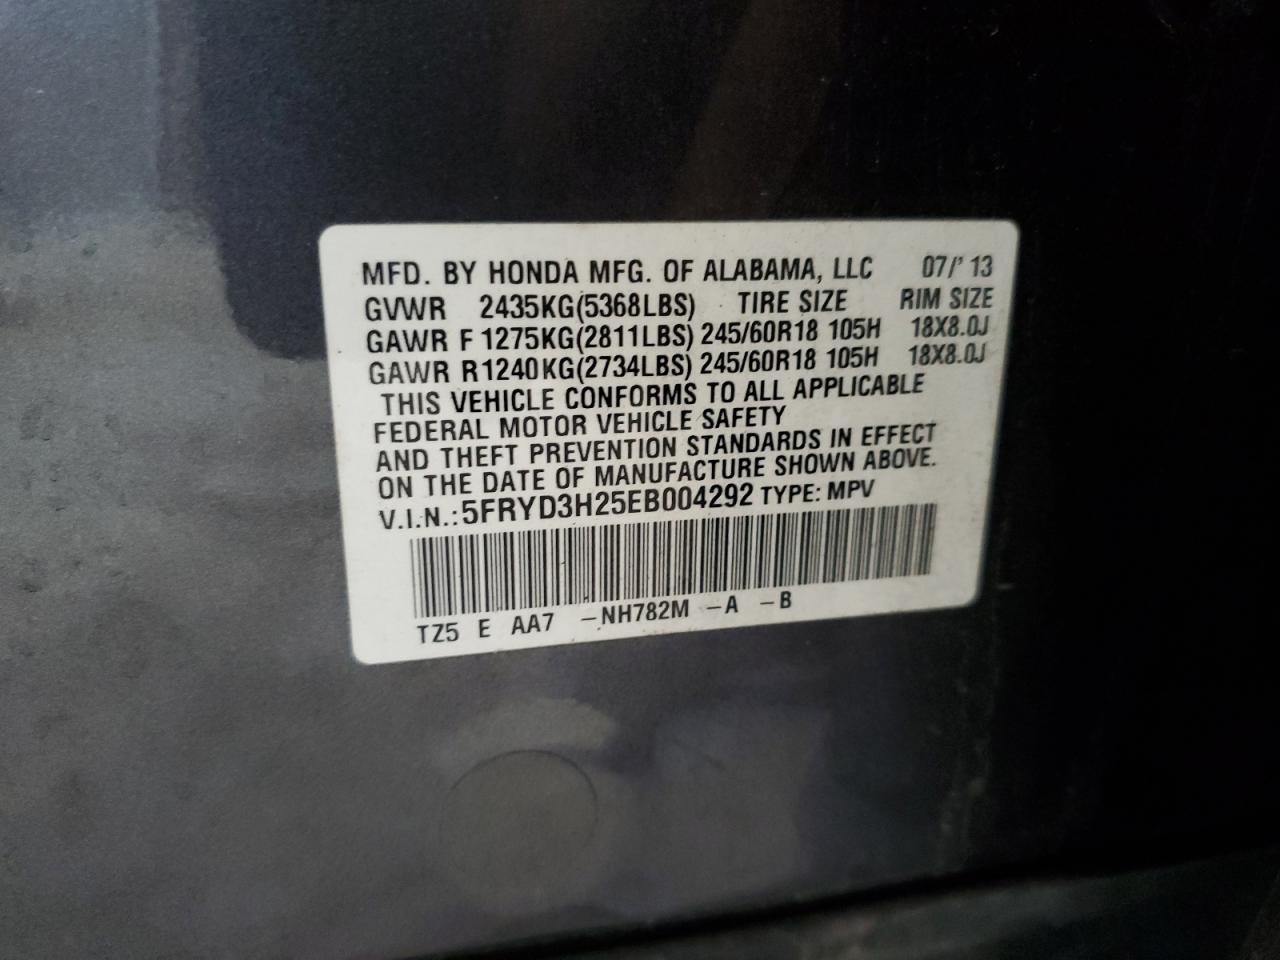 MFD. BY HONDA MFG. OF ALABAMA, LLC 07/' 13
GVWR 2435KG(5368LBS) TIRE SIZE RIM SIZE
GAWR F 1275KG(2811LBS) 245/60R18 105H 18X8.0J
GAWR R1240KG(2734LBS) 245/60R18 105H 18X8.0J
THIS VEHICLE CONFORMS TO ALL APPLICABLE
FEDERAL MOTOR VEHICLE SAFETY
AND THEFT PREVENTION STANDARDS IN EFFECT
ON THE DATE OF MANUFACTURE SHOWN ABOVE.
V.I.N.:5FRYD3H25EB004292 TYPE: MPV
TZ5 E AA7 –NH782M –A –B